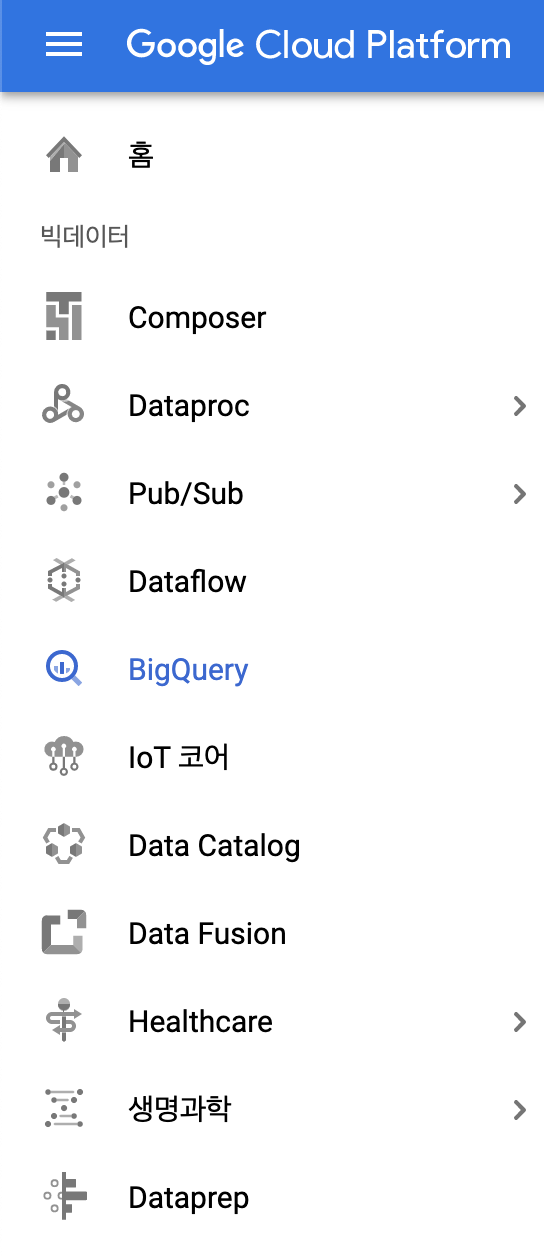 Google Cloud Platform
홈
빅데이터
Composer
Dataproc
Pub/Sub
Dataflow
BigQuery
IoT 코어
Data Catalog
Data Fusion
Healthcare
생명과학
Dataprep